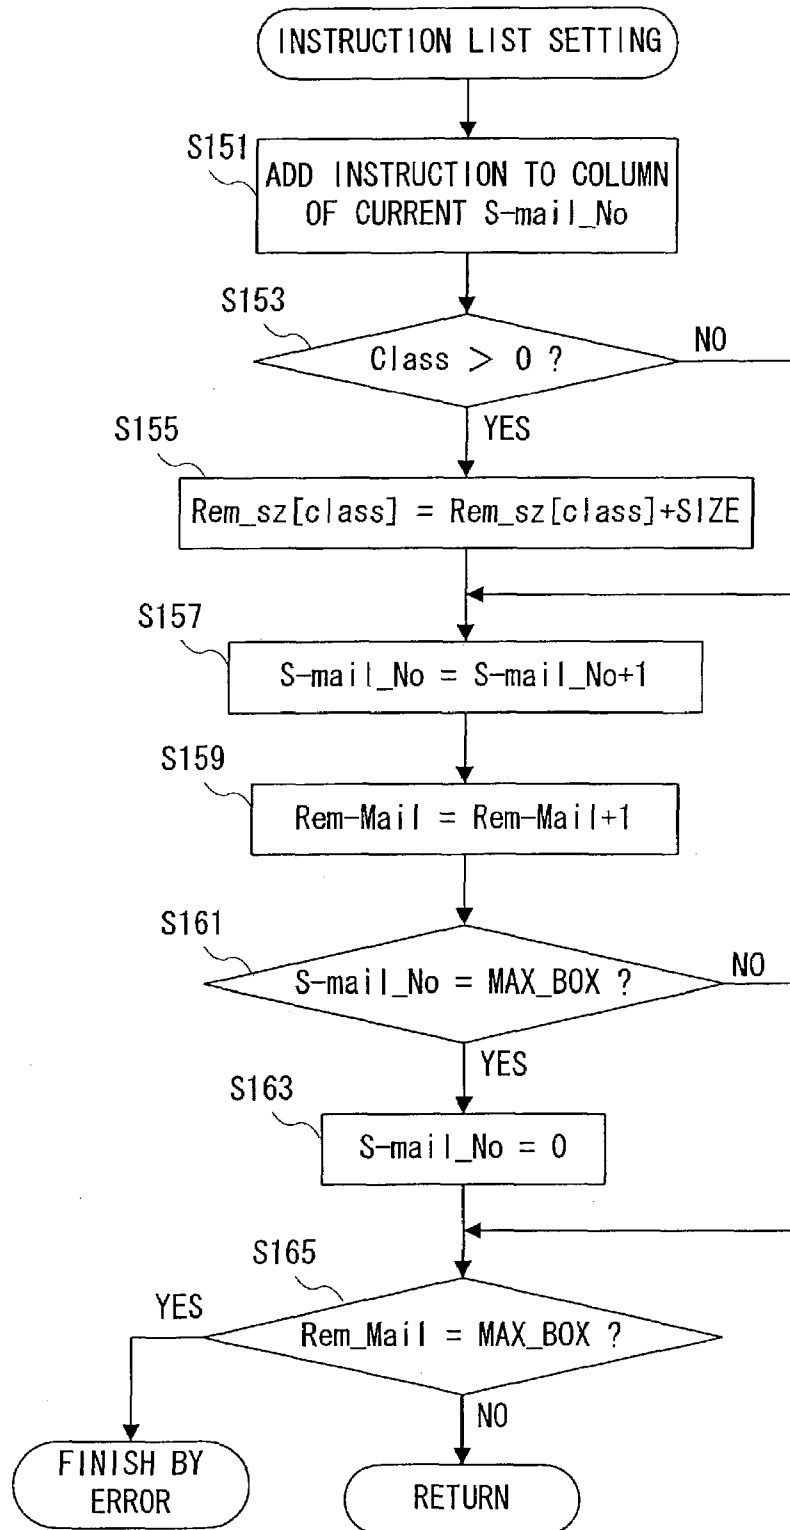 INSTRUCTION LIST SETTING
S151
ADD INSTRUCTION TO COLUMN
OF CURRENT S-mail_No
S153
Class > 0 ?
NO
YES
S155
Rem_sz[class] = Rem_sz[class]+SIZE
S157
S-mail_No = S-mail_No+1
S159
Rem-Mail = Rem-Mail+1
S161
S-mail_No = MAX_BOX ?
NO
YES
S163
S-mail_No = 0
S165
YES
Rem_Mail = MAX_BOX ?
NO
FINISH BY
ERROR
RETURN